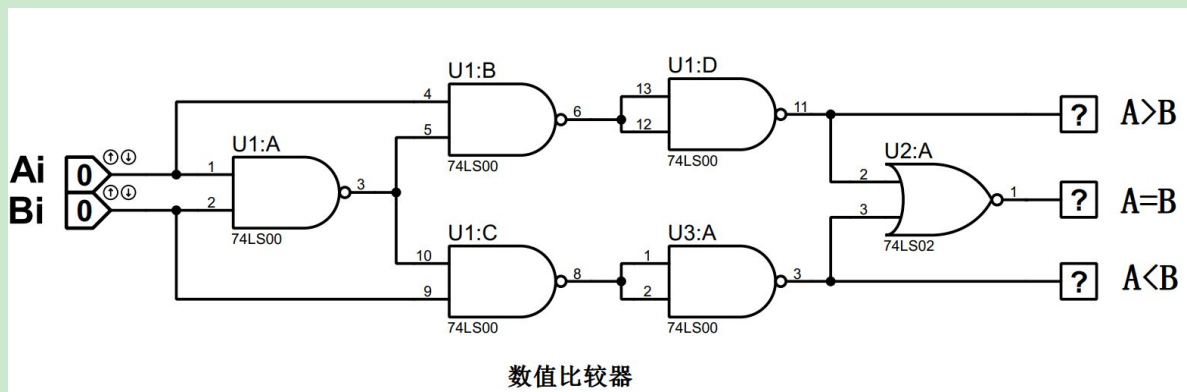 U1:B
4
5
6
74LS00
U1:D
13
12
11
74LS00
? A>B
Ai 0
Bi 0
U1:A
1
2
3
74LS00
U2:A
2
3
1
74LS02
? A=B
U1:C
10
9
8
74LS00
U3:A
1
2
3
74LS00
? A<B
数值比较器